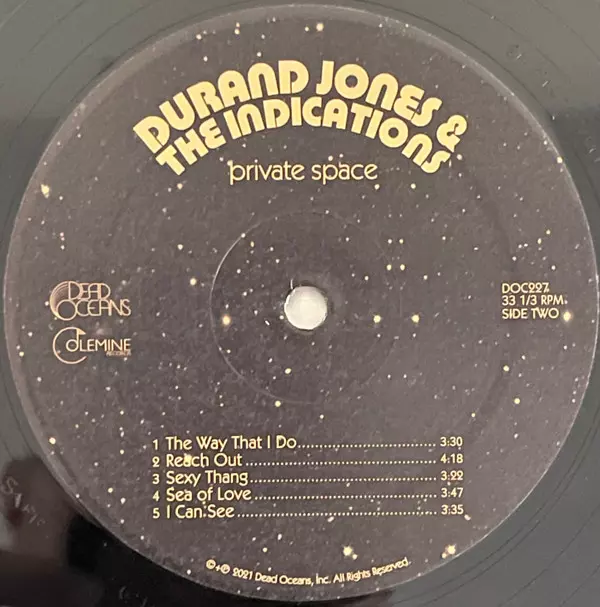 DURAND JONES &
THE INDICATIONS
private space
DEAD
OCEANS
COLEMINE
RECORDS
DOC227
33 1/3 RPM
SIDE TWO
1 The Way That I Do 3:30
2 Reach Out 4:18
3 Sexy Thang 3:22
4 Sea of Love 3:47
5 I Can See 3:35
©+℗ 2021 Dead Oceans, Inc. All Rights Reserved.